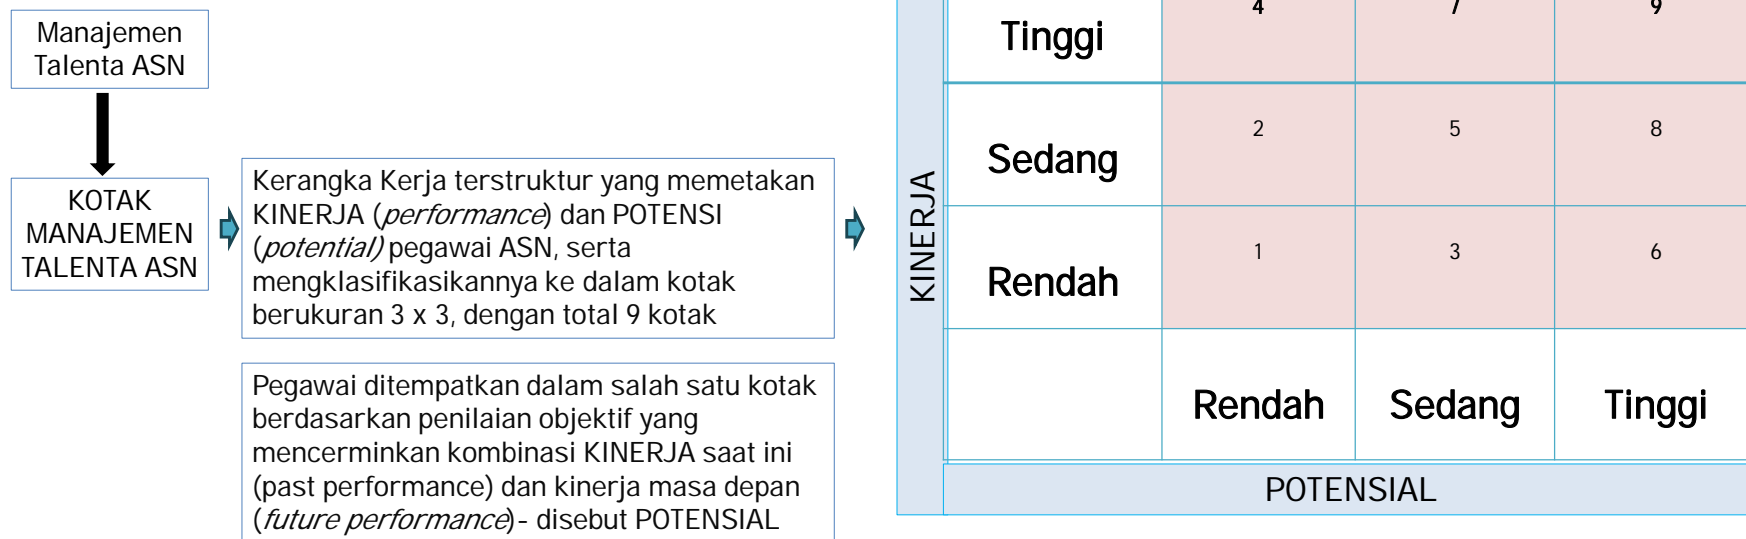 Manajemen
Talenta ASN
KOTAK
MANAJEMEN
TALENTA ASN
Kerangka Kerja terstruktur yang memetakan
KINERJA (performance) dan POTENSI
(potential) pegawai ASN, serta
mengklasifikasikannya ke dalam kotak
berukuran 3 x 3, dengan total 9 kotak
Pegawai ditempatkan dalam salah satu kotak
berdasarkan penilaian objektif yang
mencerminkan kombinasi KINERJA saat ini
(past performance) dan kinerja masa depan
(future performance)- disebut POTENSIAL
KINERJA
Tinggi 4 7 9
Sedang 2 5 8
Rendah 1 3 6
Rendah Sedang Tinggi
POTENSIAL